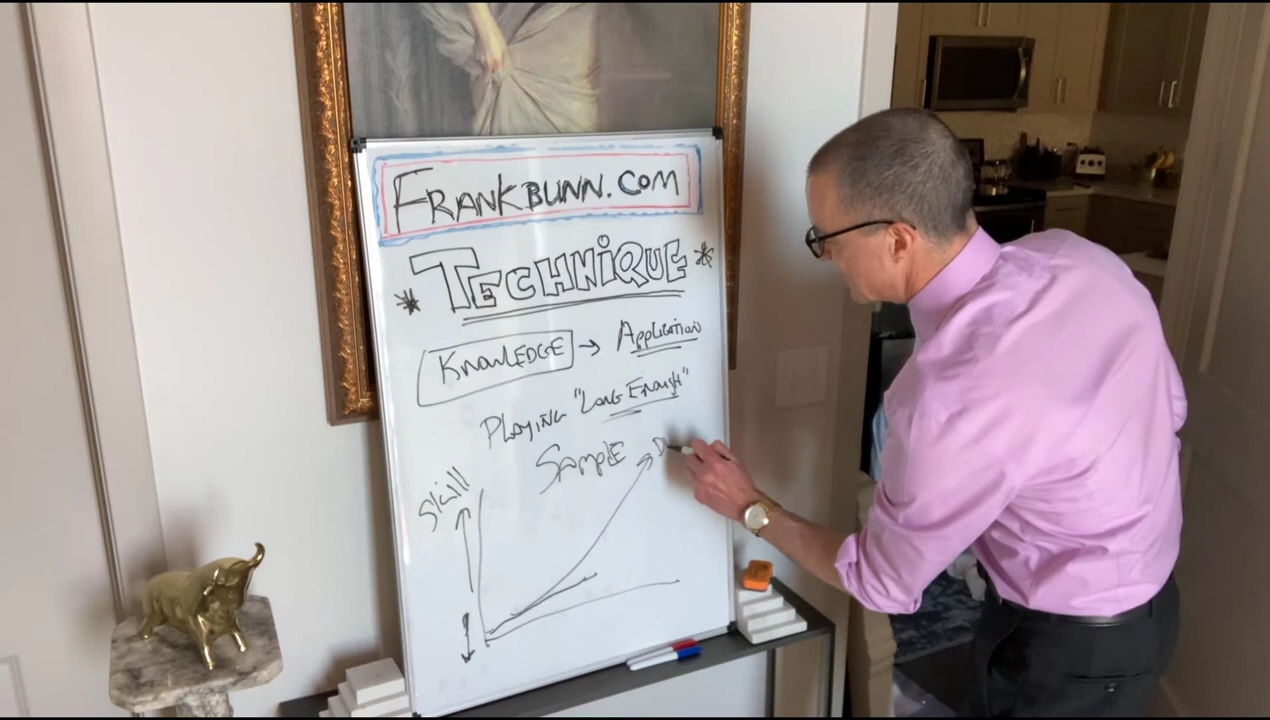 FRANKBUNN.COM
* TECHNIQUE *
KNOWLEDGE → APPLICATION
PLAYING "LONG ENOUGH"
SAMPLE D
Skill